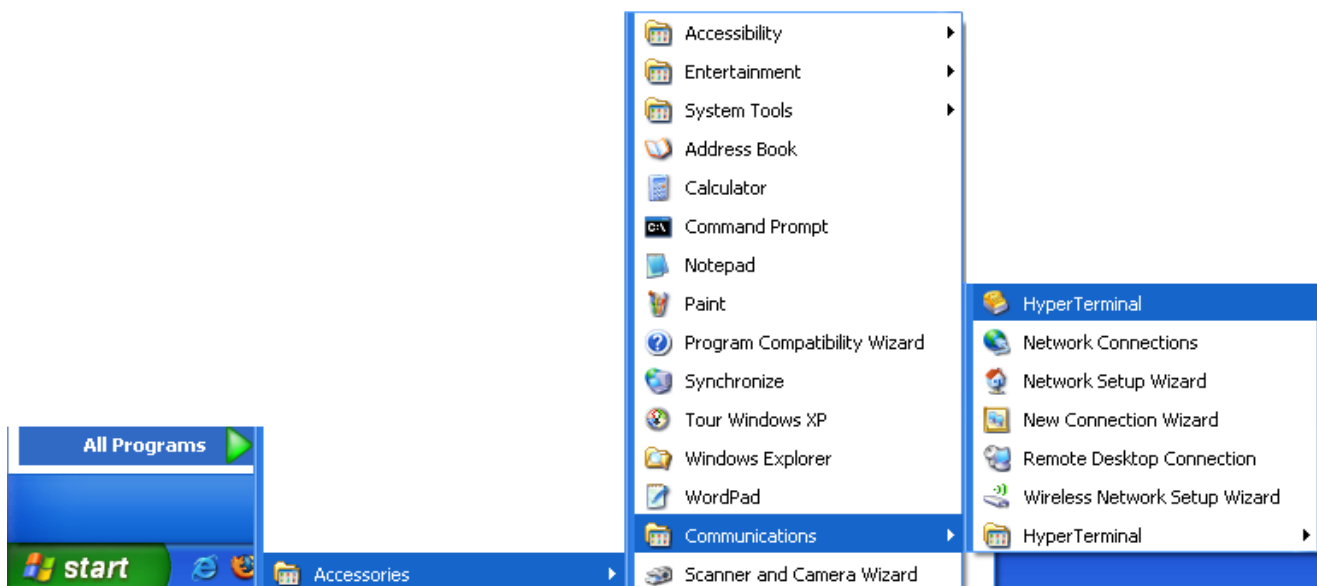 Accessibility
Entertainment
System Tools
Address Book
Calculator
C:\
Command Prompt
Notepad
Paint
Program Compatibility Wizard
Synchronize
Tour Windows XP
Windows Explorer
WordPad
Communications
Scanner and Camera Wizard
HyperTerminal
Network Connections
Network Setup Wizard
New Connection Wizard
Remote Desktop Connection
Wireless Network Setup Wizard
HyperTerminal
All Programs
start
Accessories